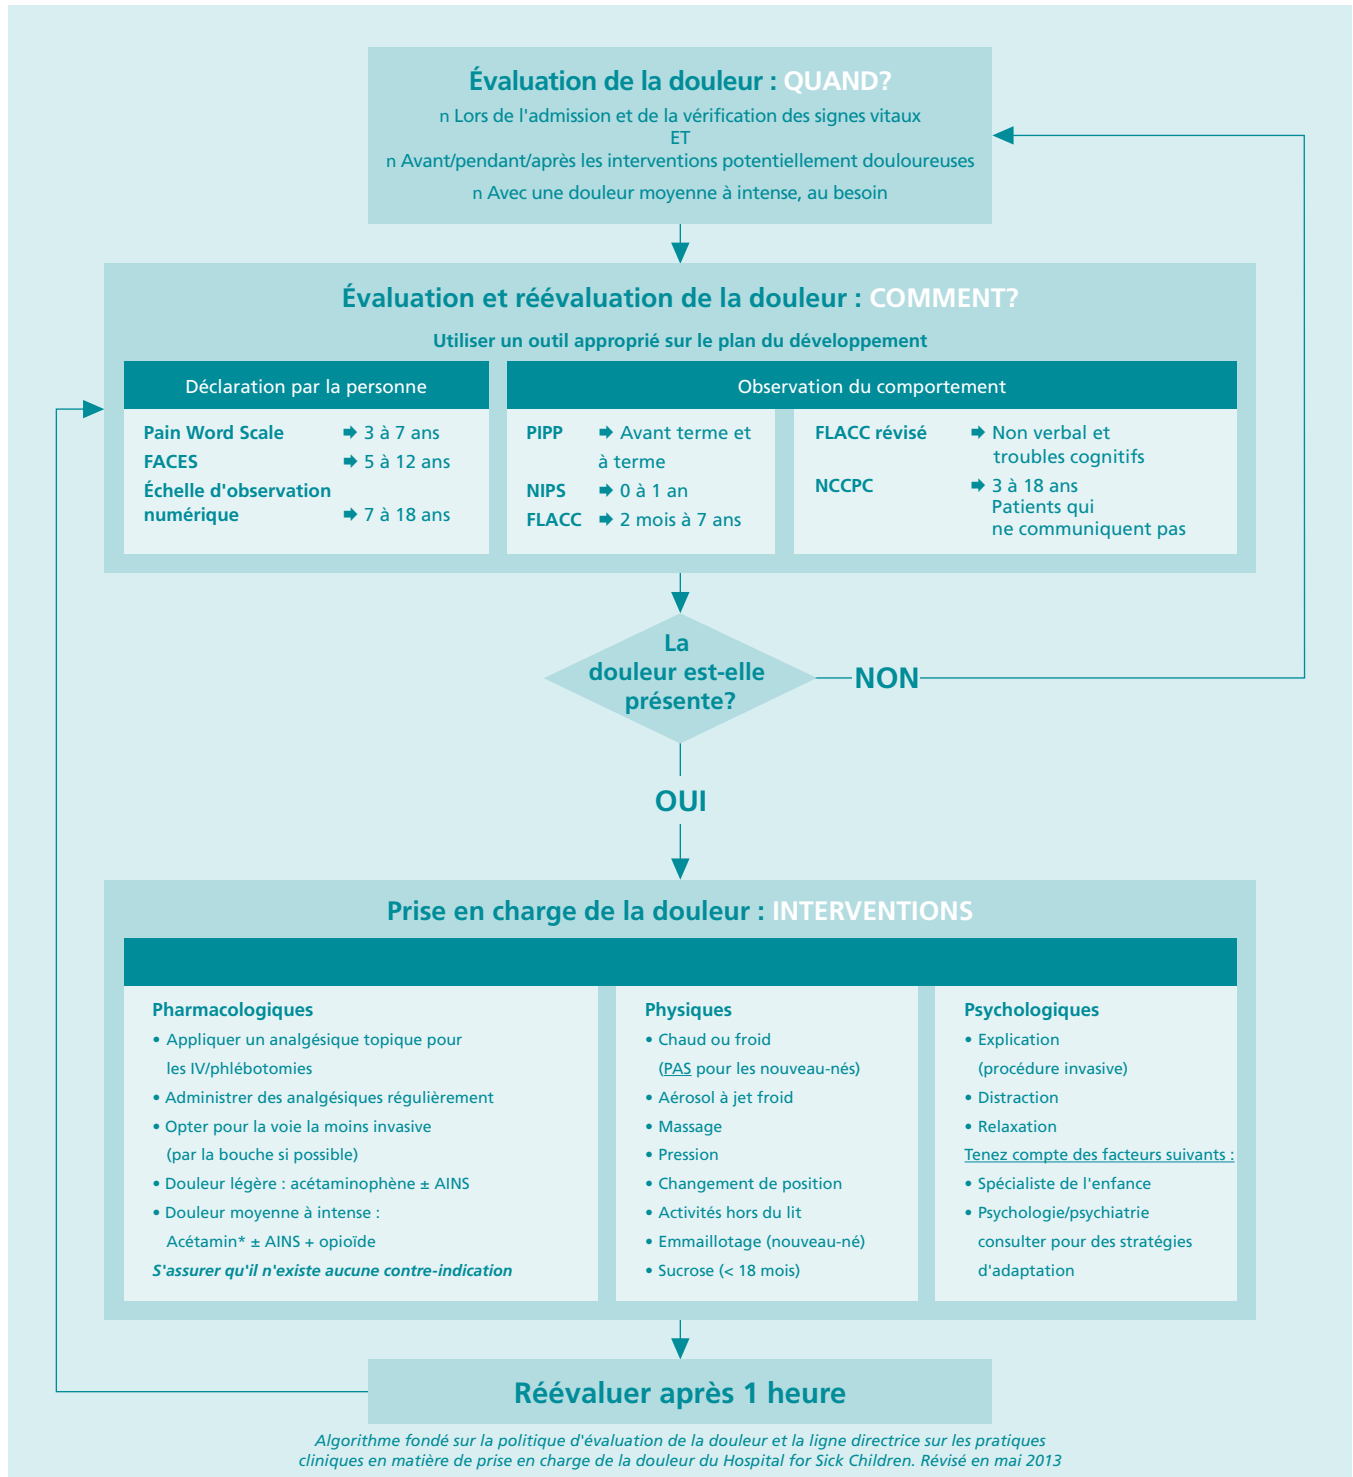 Évaluation de la douleur : QUAND?
n Lors de l'admission et de la vérification des signes vitaux
ET
n Avant/pendant/après les interventions potentiellement douloureuses
n Avec une douleur moyenne à intense, au besoin
Évaluation et réévaluation de la douleur : COMMENT?
Utiliser un outil approprié sur le plan du développement
Déclaration par la personne
Pain Word Scale ➡ 3 à 7 ans
FACES ➡ 5 à 12 ans
Échelle d'observation
numérique ➡ 7 à 18 ans
Observation du comportement
PIPP ➡ Avant terme et
à terme
NIPS ➡ 0 à 1 an
FLACC ➡ 2 mois à 7 ans
FLACC révisé ➡ Non verbal et
troubles cognitifs
NCCPC ➡ 3 à 18 ans
Patients qui
ne communiquent pas
La
douleur est-elle
présente?
NON
OUI
Prise en charge de la douleur : INTERVENTIONS
Pharmacologiques
• Appliquer un analgésique topique pour
les IV/phlébotomies
• Administrer des analgésiques régulièrement
• Opter pour la voie la moins invasive
(par la bouche si possible)
• Douleur légère : acétaminophène ± AINS
• Douleur moyenne à intense :
Acétamin* ± AINS + opioïde
S'assurer qu'il n'existe aucune contre-indication
Physiques
• Chaud ou froid
(PAS pour les nouveau-nés)
• Aérosol à jet froid
• Massage
• Pression
• Changement de position
• Activités hors du lit
• Emmaillotage (nouveau-né)
• Sucrose (< 18 mois)
Psychologiques
• Explication
(procédure invasive)
• Distraction
• Relaxation
Tenez compte des facteurs suivants :
• Spécialiste de l'enfance
• Psychologie/psychiatrie
consulter pour des stratégies
d'adaptation
Réévaluer après 1 heure
Algorithme fondé sur la politique d'évaluation de la douleur et la ligne directrice sur les pratiques
cliniques en matière de prise en charge de la douleur du Hospital for Sick Children. Révisé en mai 2013